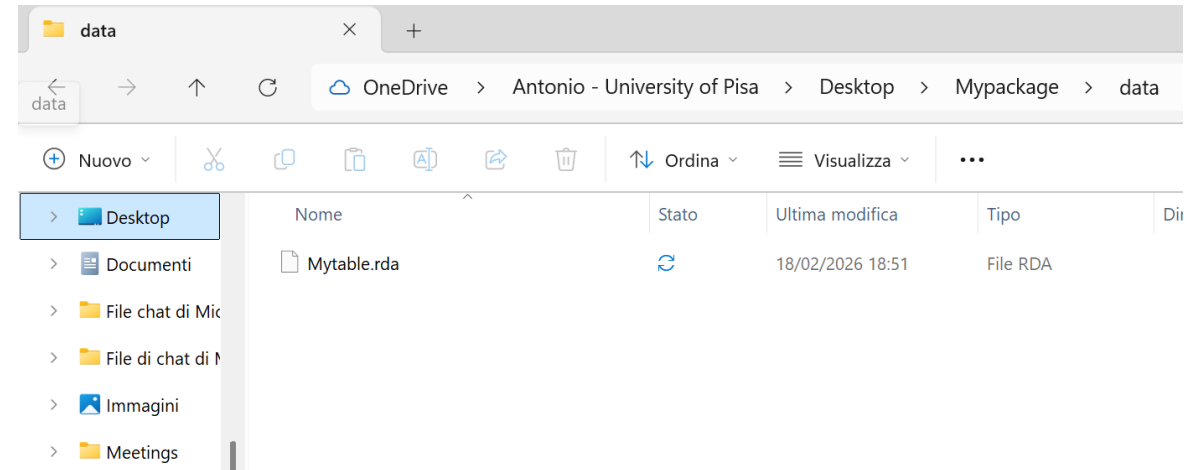 data
OneDrive > Antonio - University of Pisa > Desktop > Mypackage > data
data
Nuovo Ordina Visualizza
Nome Stato Ultima modifica Tipo
Mytable.rda 18/02/2026 18:51 File RDA
Desktop
Documenti
File chat di Mic
File di chat di
Immagini
Meetings